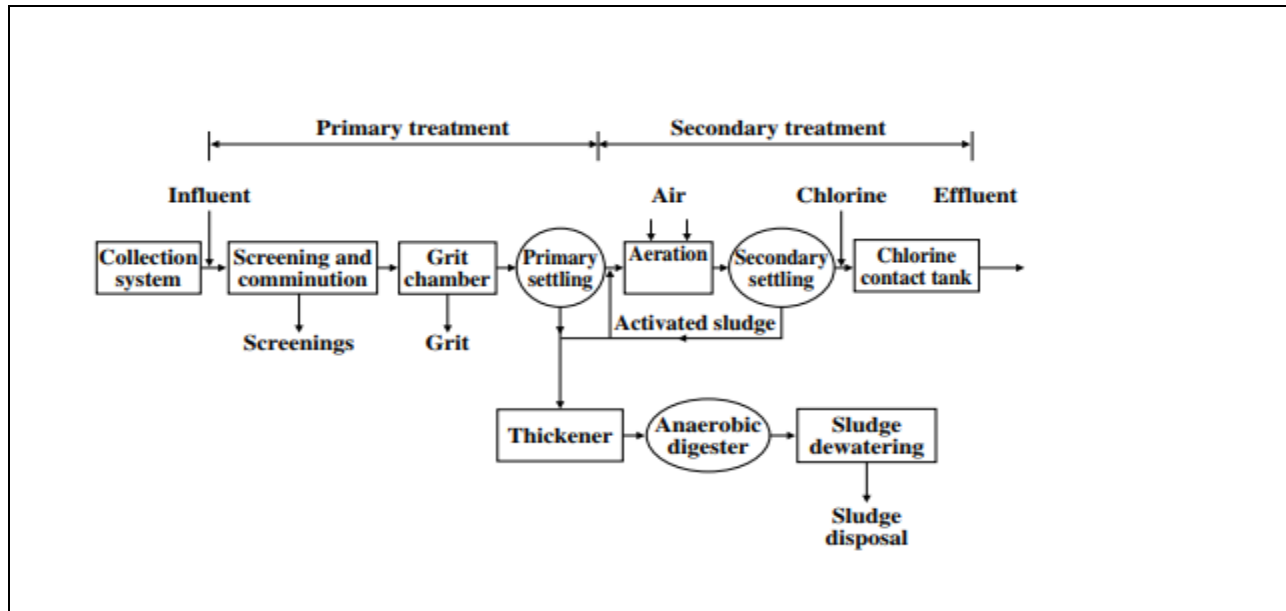 Primary treatment
Secondary treatment
Influent
Air
Chlorine
Effluent
Collection
system
Screening and
comminution
Grit
chamber
Primary
settling
Aeration
Secondary
settling
Chlorine
contact tank
Screenings
Grit
Activated sludge
Thickener
Anaerobic
digester
Sludge
dewatering
Sludge
disposal